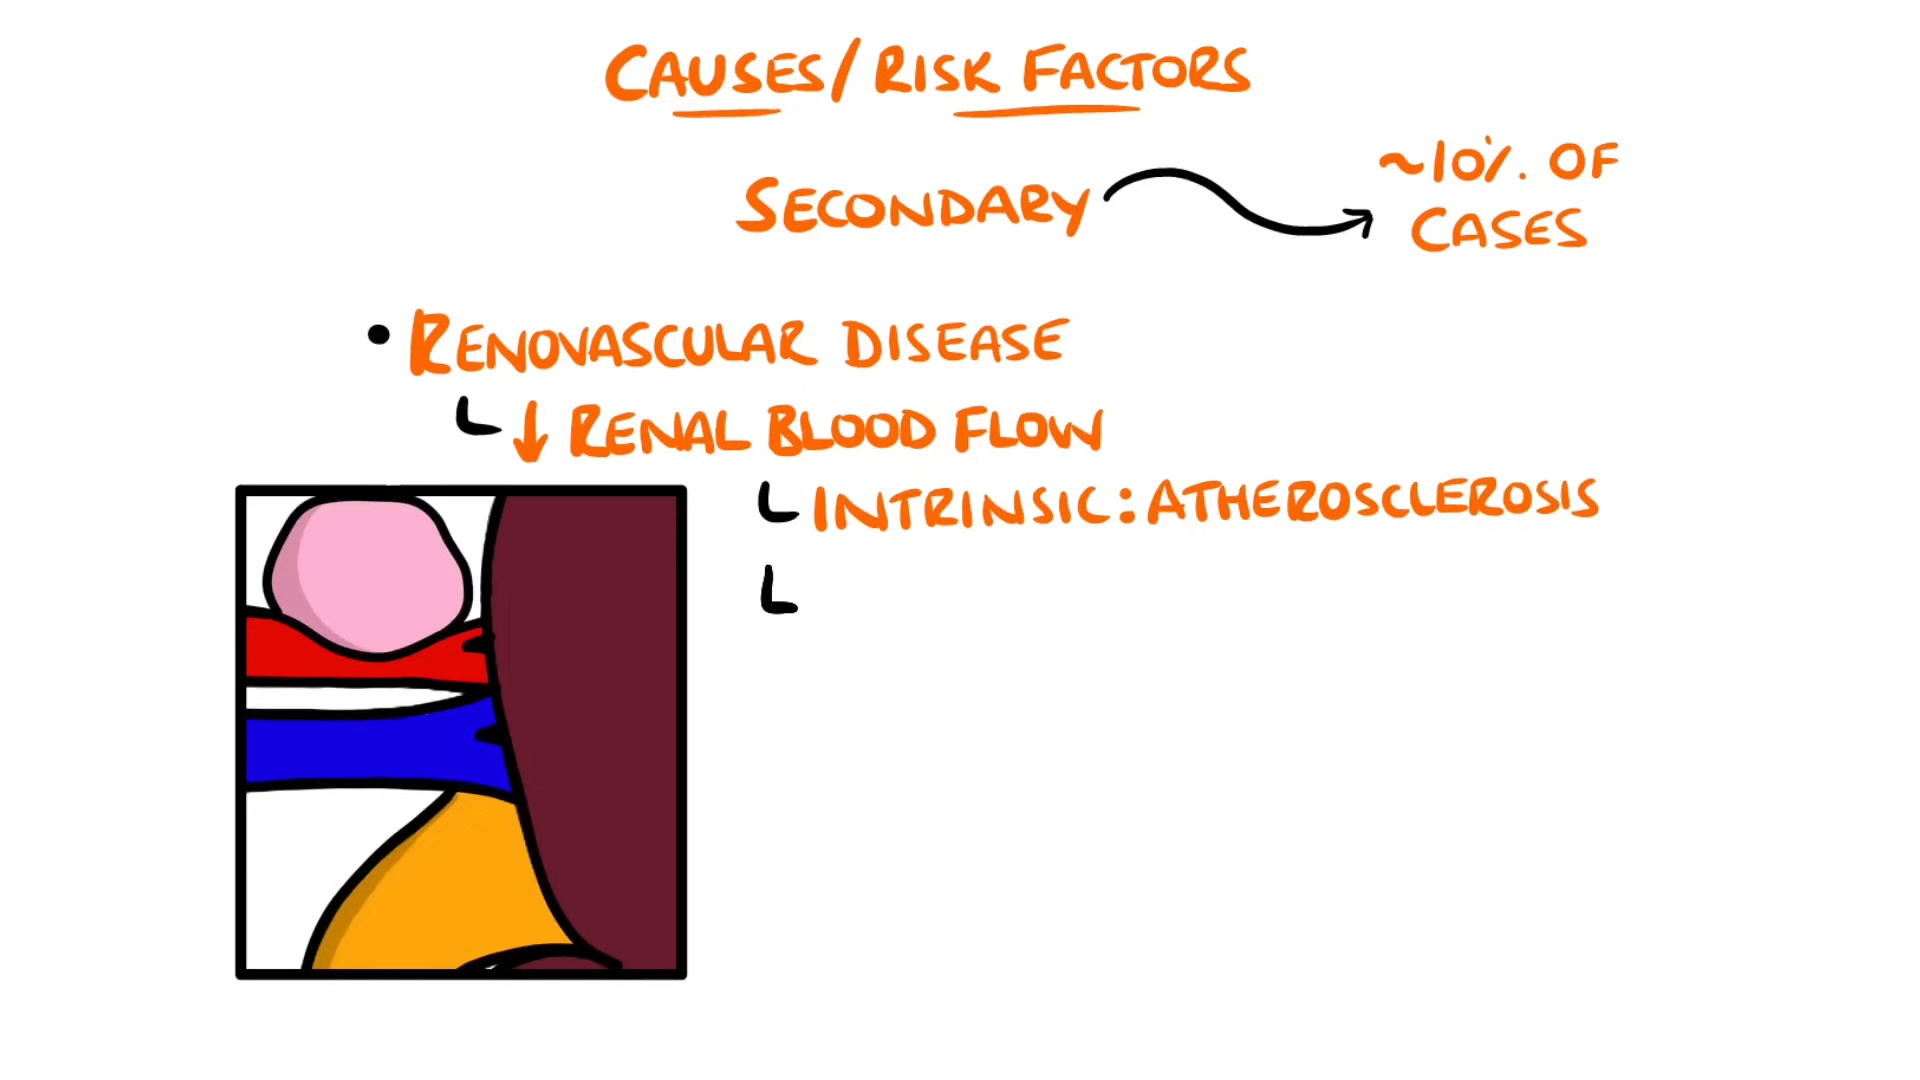 CAUSES/RISK FACTORS
SECONDARY
~10% OF
CASES
• RENOVASCULAR DISEASE
↓ RENAL BLOOD FLOW
INTRINSIC: ATHEROSCLEROSIS